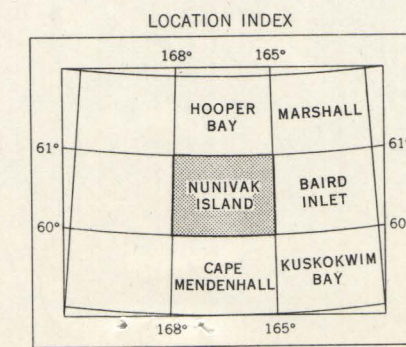 LOCATION INDEX
168° 165°
HOOPER
BAY
MARSHALL
61° 61°
NUNIVAK
ISLAND
BAIRD
INLET
60° 60
CAPE
MENDENHALL
KUSKOKWIM
BAY
168° 165°